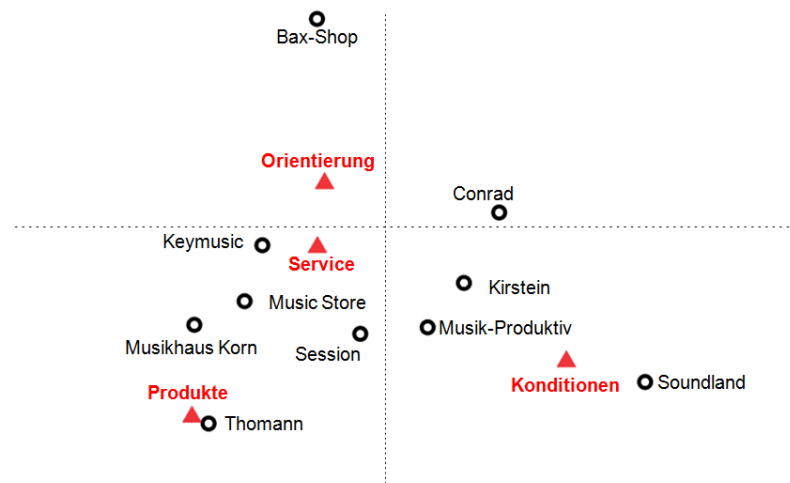 Bax-Shop
Orientierung
Conrad
Keymusic
Service
Kirstein
Music Store
Musik-Produktiv
Musikhaus Korn
Session
Konditionen
Soundland
Produkte
Thomann